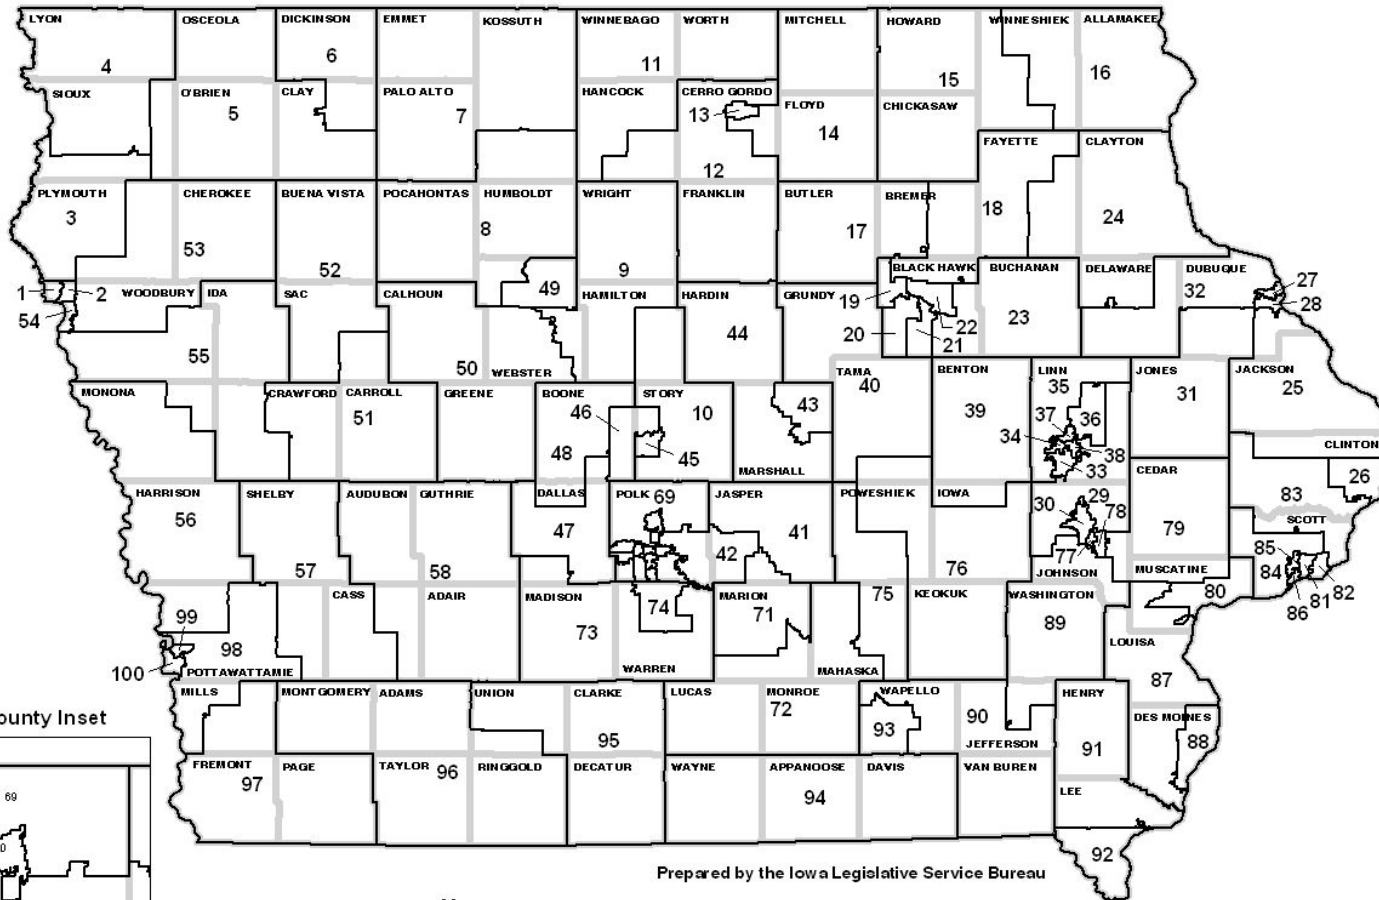 LYON OSCEOLA DICKINSON EMMET KOSSUTH WINNEBAGO WORTH MITCHELL HOWARD WINNESHIEK ALLAMAKEE
4 6 11 15 16
SIOUX O'BRIEN CLAY PALO ALTO HANCOCK CERRO GORDO FLOYD CHICKASAW
5 7 13 14
FAYETTE CLAYTON
12
PLYMOUTH CHEROKEE BUENA VISTA POCAHONTAS HUMBOLDT WRIGHT FRANKLIN BUTLER BREMER
3 53 8 17 18 24
52 9 BLACK HAWK BUCHANAN DELAWARE DUBUQUE
1 2 WOODBURY IDA SAC CALHOUN 49 HAMILTON HARDIN GRUNDY 19 32 27
54 28
55 50 WEBSTER 44 20 21 22 23
MONONA CRAWFORD CARROLL GREENE BOONE STORY TAMA BENTON LINN JONES JACKSON
51 46 10 43 40 39 35 31 25
37 36
48 45 34 38 CLINTON
MARSHALL 33
HARRISON SHELBY AUDUBON GUTHRIE DALLAS POLK 69 JASPER POWESHIEK IOWA CEDAR 26
56 47 41 30 29 78 79 83 SCOTT
57 58 42 76 77 JOHNSON MUSCATINE 85 84
CASS ADAIR MADISON 74 MARION 75 KEOKUK WASHINGTON 80 86 81 82
99 98 73 71 89 LOUISA
100 POTTAWATTAMIE WARREN MAHASKA
MILLS MONTGOMERY ADAMS UNION CLARKE LUCAS MONROE WAPELLO HENRY 87
72 93 90 DES MOINES
95 JEFFERSON 91 88
FREMONT PAGE TAYLOR 96 RINGGOLD DECATUR WAYNE APPANOOSE DAVIS VAN BUREN
97 94 LEE
92
ounty Inset
69
Prepared by the Iowa Legislative Service Bureau